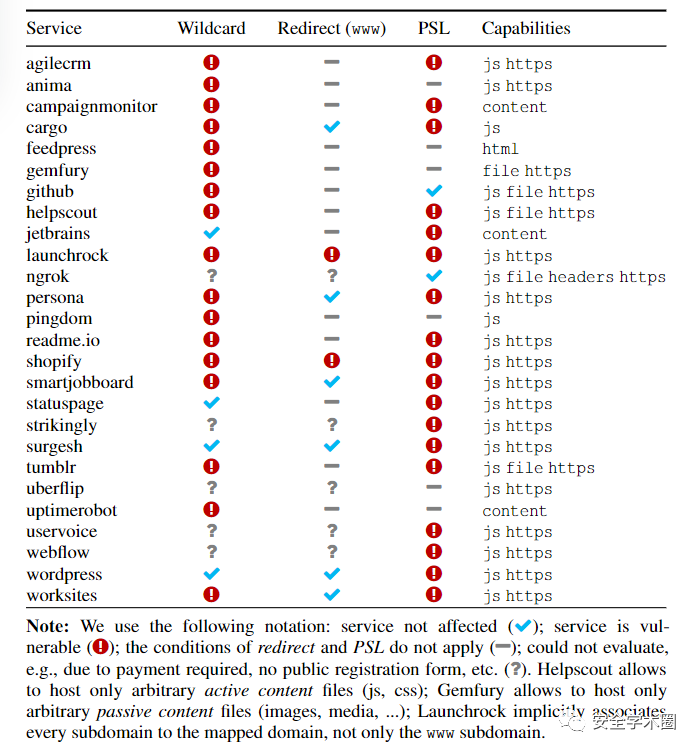 Service Wildcard Redirect (www) PSL Capabilities
agilecrm js https
anima js https
campaignmonitor content
cargo js
feedpress html
gemfury file https
github js file https
helpscout js file https
jetbrains content
launchrock js https
ngrok ? ? js file headers https
persona js https
pingdom js
readme.io js https
shopify js https
smartjobboard js https
statuspage js https
strikingly ? ? js https
surgesh js https
tumblr js file https
uberflip ? ? js https
uptimerobot content
uservoice ? ? js https
webflow ? ? js https
wordpress js https
worksites js https
Note: We use the following notation: service not affected (✔); service is vul-
nerable (!); the conditions of redirect and PSL do not apply (–); could not evaluate,
e.g., due to payment required, no public registration form, etc. (?). Helpscout allows
to host only arbitrary active content files (js, css); Gemfury allows to host only
arbitrary passive content files (images, media, ...); Launchrock implicitly associates
every subdomain to the mapped domain, not only the www subdomain.
安全学术圈